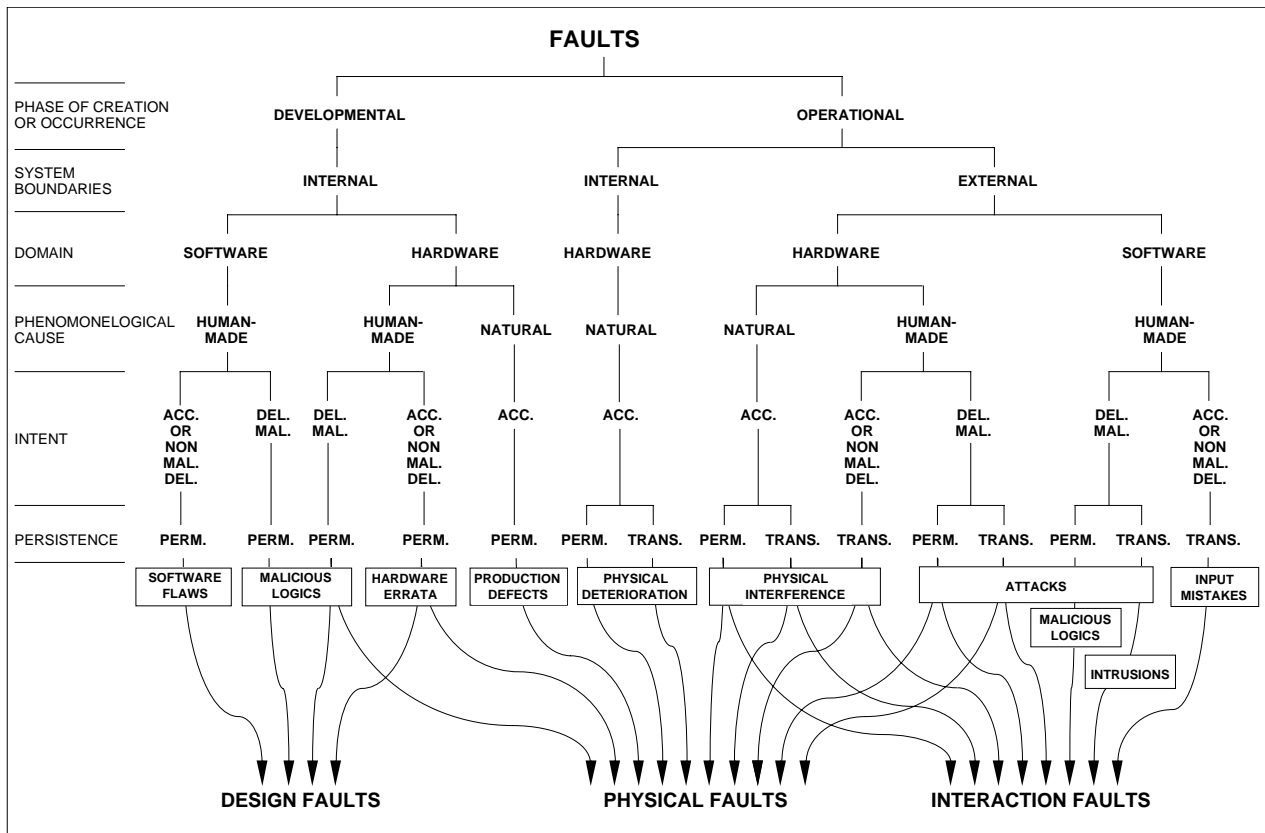 FAULTS
PHASE OF CREATION
OR OCCURRENCE
DEVELOPMENTAL
OPERATIONAL
SYSTEM
BOUNDARIES
INTERNAL
INTERNAL
EXTERNAL
DOMAIN
SOFTWARE
HARDWARE
HARDWARE
HARDWARE
SOFTWARE
PHENOMONELOGICAL
CAUSE
HUMAN-
MADE
HUMAN-
MADE
NATURAL
NATURAL
NATURAL
HUMAN-
MADE
HUMAN-
MADE
INTENT
ACC.
OR
NON
MAL.
DEL.
DEL.
MAL.
DEL.
MAL.
ACC.
OR
NON
MAL.
DEL.
ACC.
ACC.
ACC.
ACC.
OR
NON
MAL.
DEL.
DEL.
MAL.
DEL.
MAL.
ACC.
OR
NON
MAL.
DEL.
PERSISTENCE
PERM.
PERM.
PERM.
PERM.
PERM.
PERM.
TRANS.
PERM.
TRANS.
TRANS.
PERM.
TRANS.
PERM.
TRANS.
TRANS.
SOFTWARE
FLAWS
MALICIOUS
LOGICS
HARDWARE
ERRATA
PRODUCTION
DEFECTS
PHYSICAL
DETERIORATION
PHYSICAL
INTERFERENCE
ATTACKS
INPUT
MISTAKES
MALICIOUS
LOGICS
INTRUSIONS
DESIGN FAULTS
PHYSICAL FAULTS
INTERACTION FAULTS